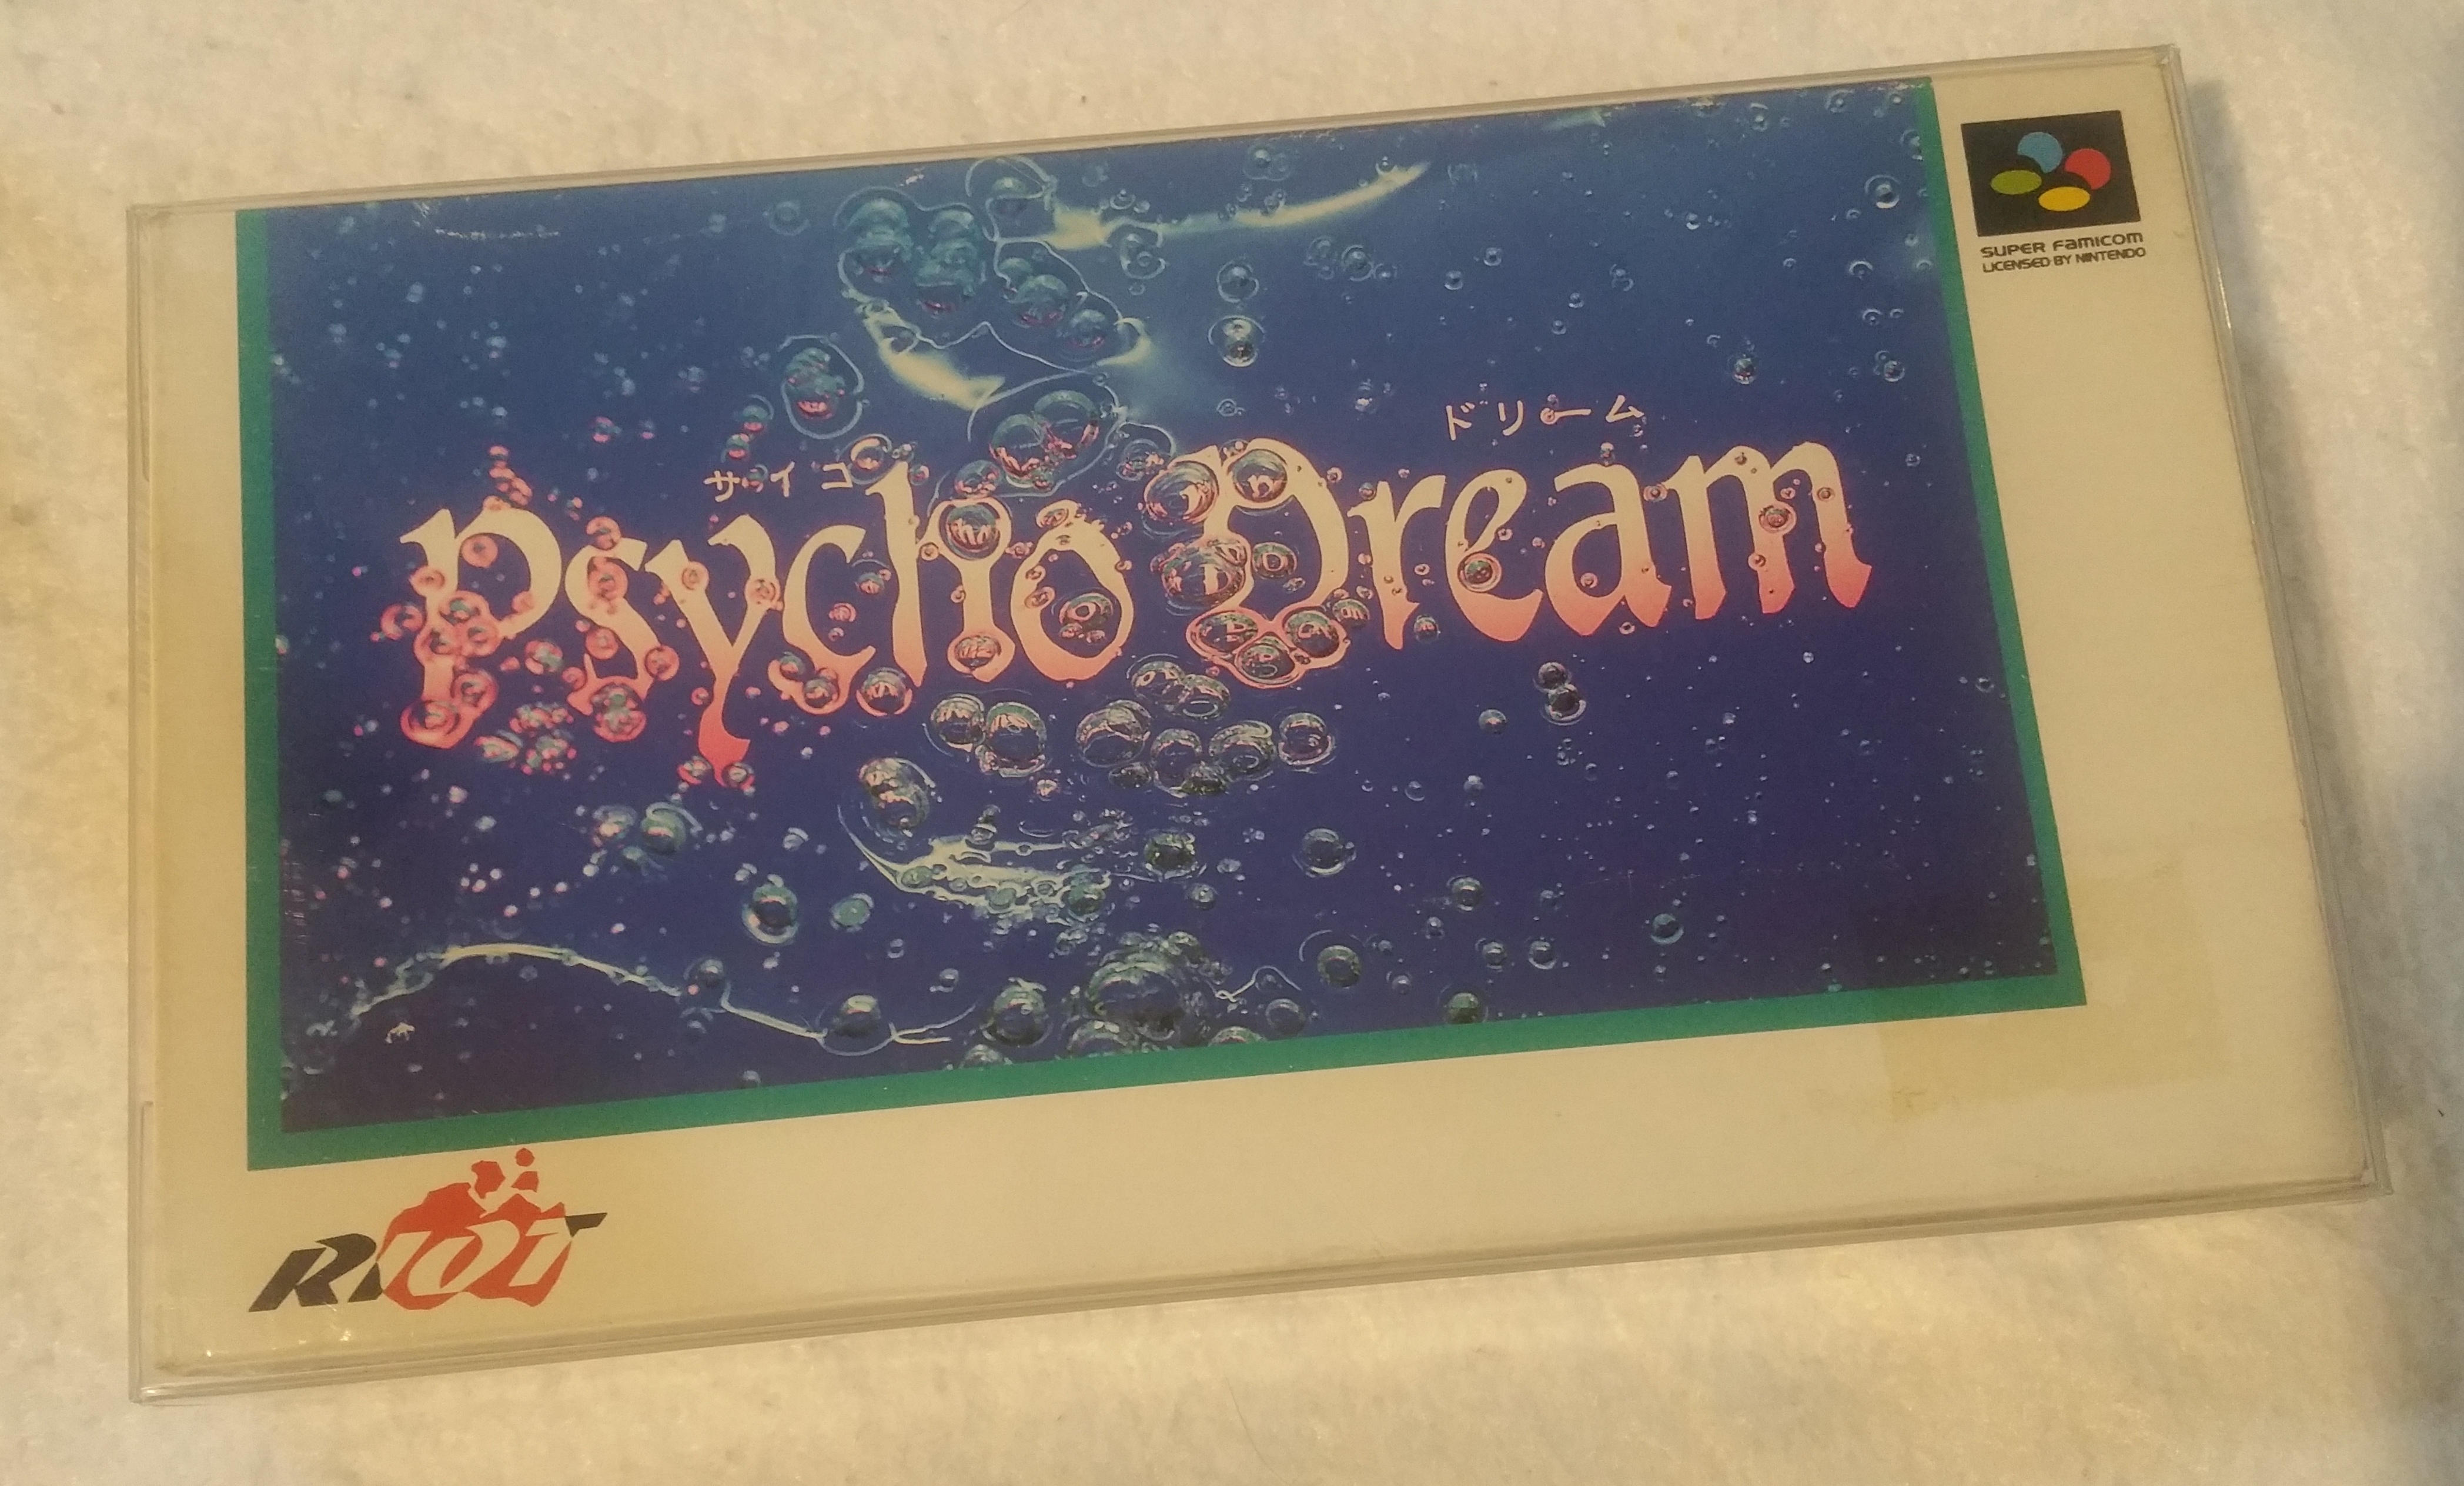 SUPER FAMICOM
LICENSED BY NINTENDO
サイコ ドリーム
Psycho Dream
RIOT